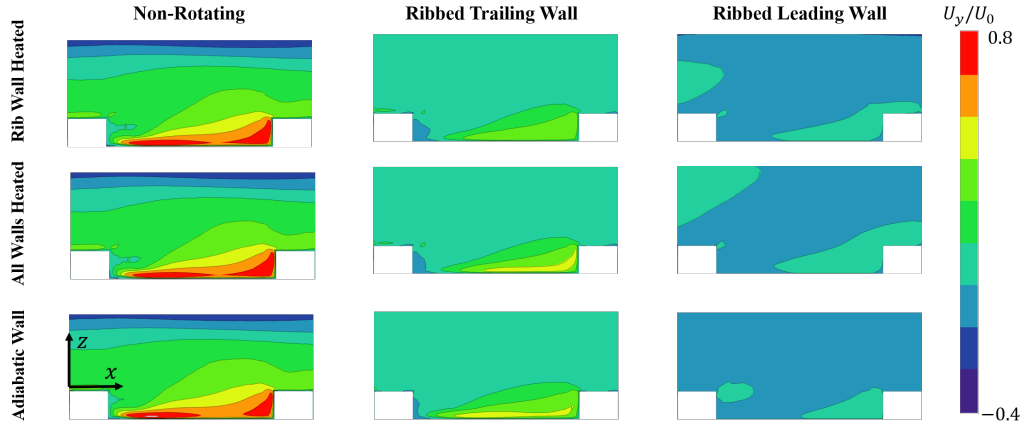 Non-Rotating
Ribbed Trailing Wall
Ribbed Leading Wall
U_y/U_0
0.8
−0.4
Rib Wall Heated
All Walls Heated
Adiabatic Wall
z
x